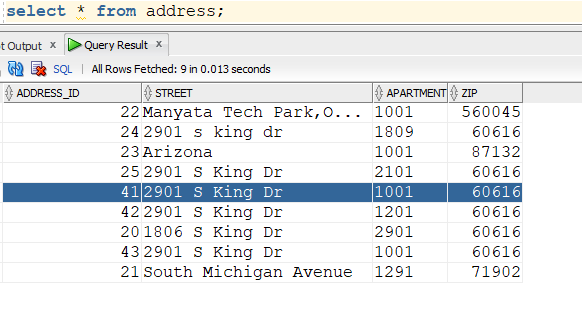 select * from address;
t Output x Query Result x
SQL | All Rows Fetched: 9 in 0.013 seconds
ADDRESS_ID STREET APARTMENT ZIP
22 Manyata Tech Park,O... 1001 560045
24 2901 s king dr 1809 60616
23 Arizona 1001 87132
25 2901 S King Dr 2101 60616
41 2901 S King Dr 1001 60616
42 2901 S King Dr 1201 60616
20 1806 S King Dr 2901 60616
43 2901 S King Dr 1001 60616
21 South Michigan Avenue 1291 71902